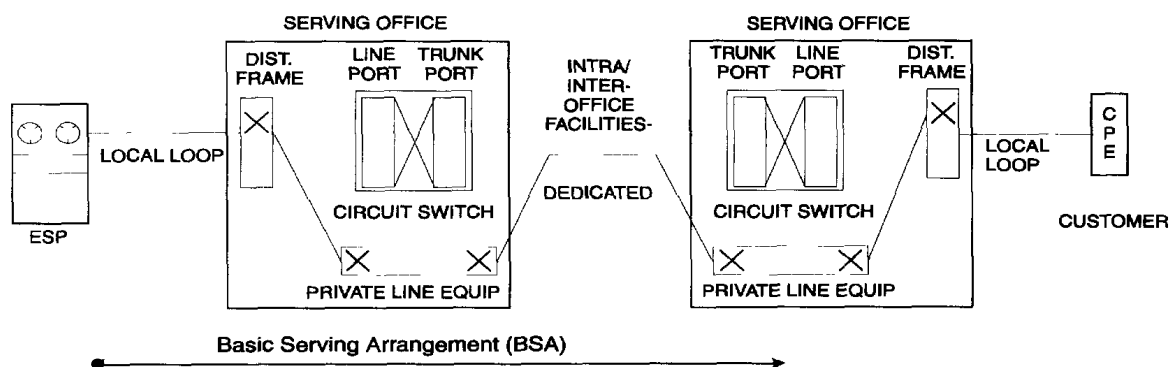 SERVING OFFICE
DIST.
FRAME
LINE
PORT
TRUNK
PORT
ESP
LOCAL LOOP
CIRCUIT SWITCH
PRIVATE LINE EQUIP
INTRA/
INTER-
OFFICE
FACILITIES-
DEDICATED
SERVING OFFICE
TRUNK
PORT
LINE
PORT
DIST.
FRAME
CIRCUIT SWITCH
PRIVATE LINE EQUIP
LOCAL
LOOP
C
P
E
CUSTOMER
Basic Serving Arrangement (BSA)